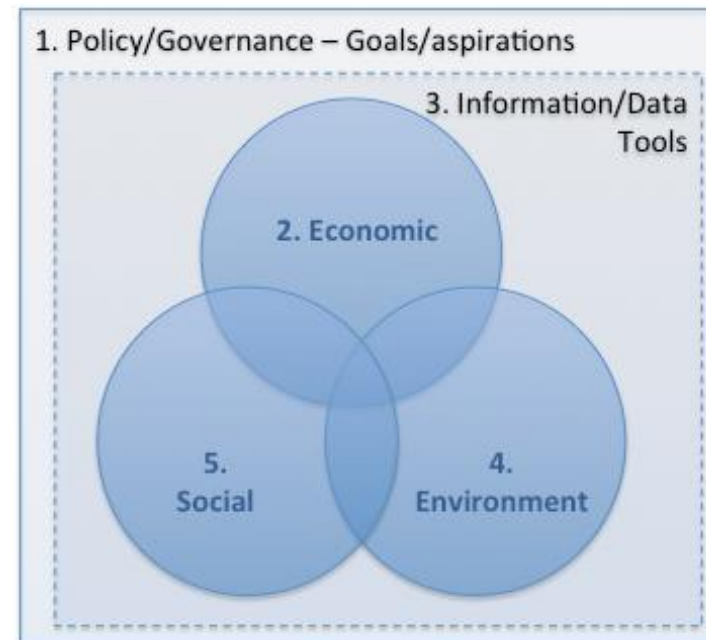 1. Policy/Governance – Goals/aspirations
3. Information/Data
Tools
2. Economic
5.
Social
4.
Environment